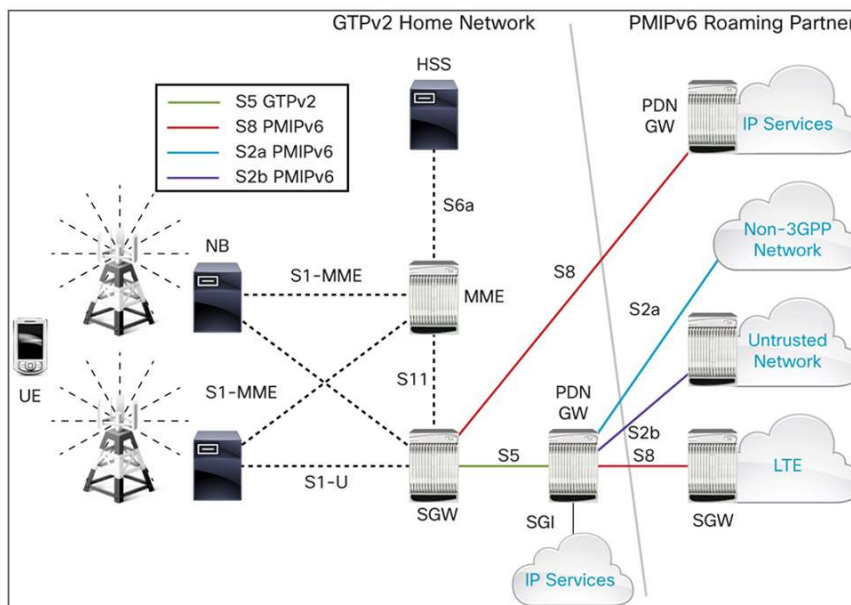 GTPv2 Home Network
PMIPv6 Roaming Partner
HSS
S5 GTPv2
S8 PMIPv6
S2a PMIPv6
S2b PMIPv6
PDN
GW
IP Services
S6a
NB
S1-MME
MME
S8
Non-3GPP
Network
S2a
Untrusted
Network
UE
S1-MME
S11
PDN
GW
S2b
S5
S8
LTE
S1-U
SGW
SGI
SGW
IP Services